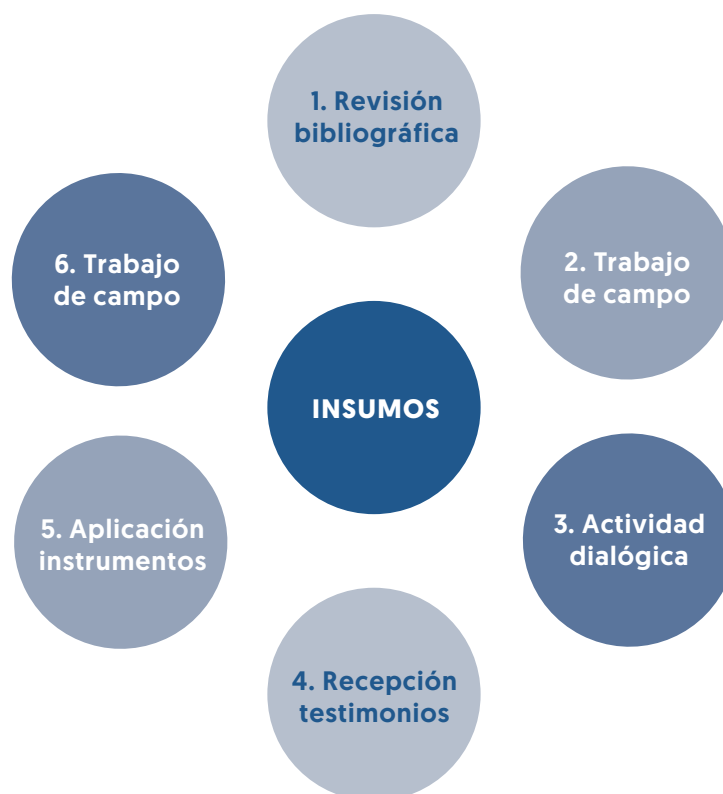 1. Revisión
bibliográfica
2. Trabajo
de campo
3. Actividad
dialógica
4. Recepción
testimonios
5. Aplicación
instrumentos
6. Trabajo
de campo
INSUMOS